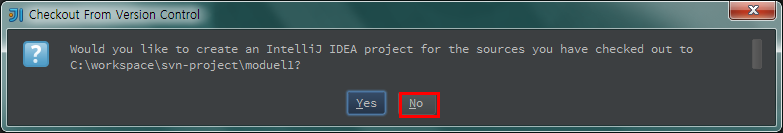 Checkout From Version Control
Would you like to create an IntelliJ IDEA project for the sources you have checked out to
C:\workspace\svn-project\moduel1?
Yes No